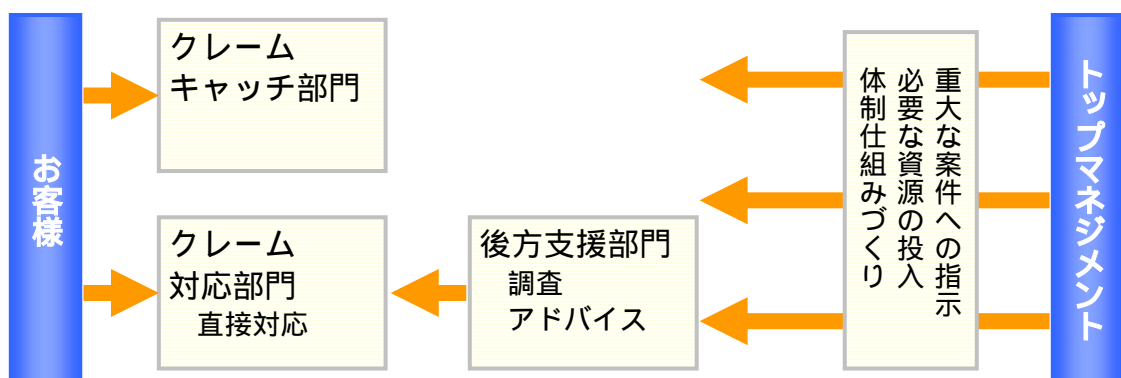 お客様
クレーム
キャッチ部門
クレーム
対応部門
直接対応
後方支援部門
調査
アドバイス
重大な案件への指示
必要な資源の投入
体制仕組みづくり
トップマネジメント